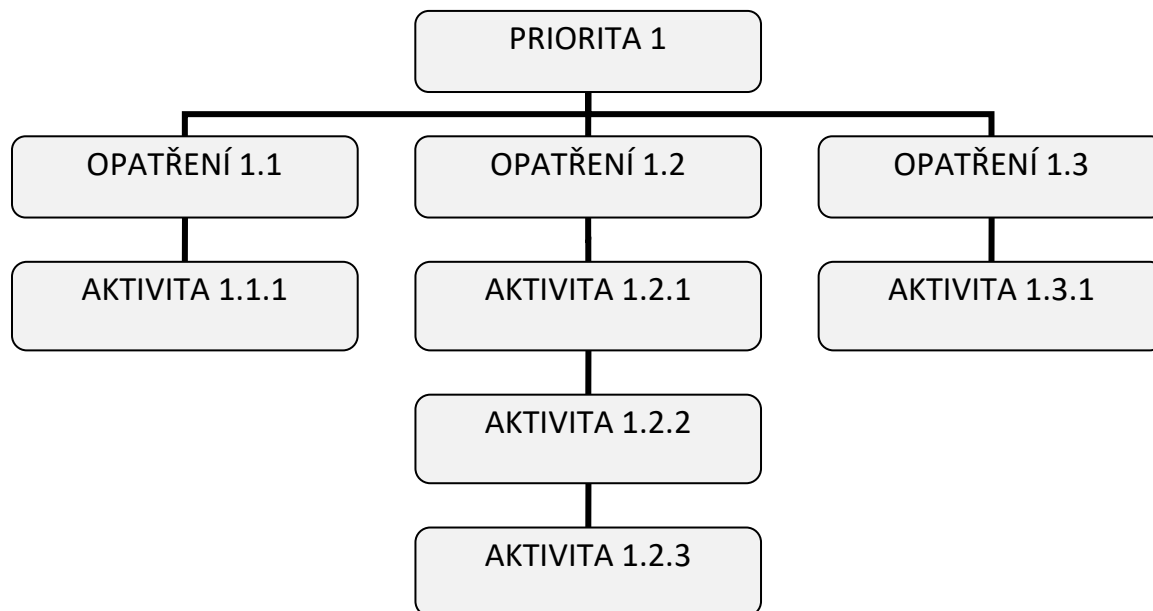 PRIORITA 1
OPATŘENÍ 1.1
OPATŘENÍ 1.2
OPATŘENÍ 1.3
AKTIVITA 1.1.1
AKTIVITA 1.2.1
AKTIVITA 1.3.1
AKTIVITA 1.2.2
AKTIVITA 1.2.3